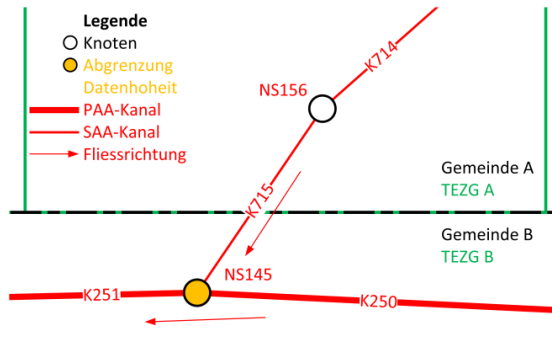 Legende
Knoten
Abgrenzung
Datenhoheit
PAA-Kanal
SAA-Kanal
Fliessrichtung
K714
NS156
K715
Gemeinde A
TEZG A
Gemeinde B
TEZG B
NS145
K251
K250